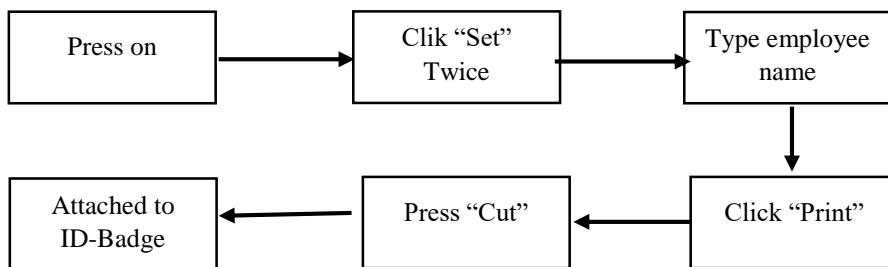 Press on
Clik “Set”
Twice
Type employee
name
Click “Print”
Press “Cut”
Attached to
ID-Badge